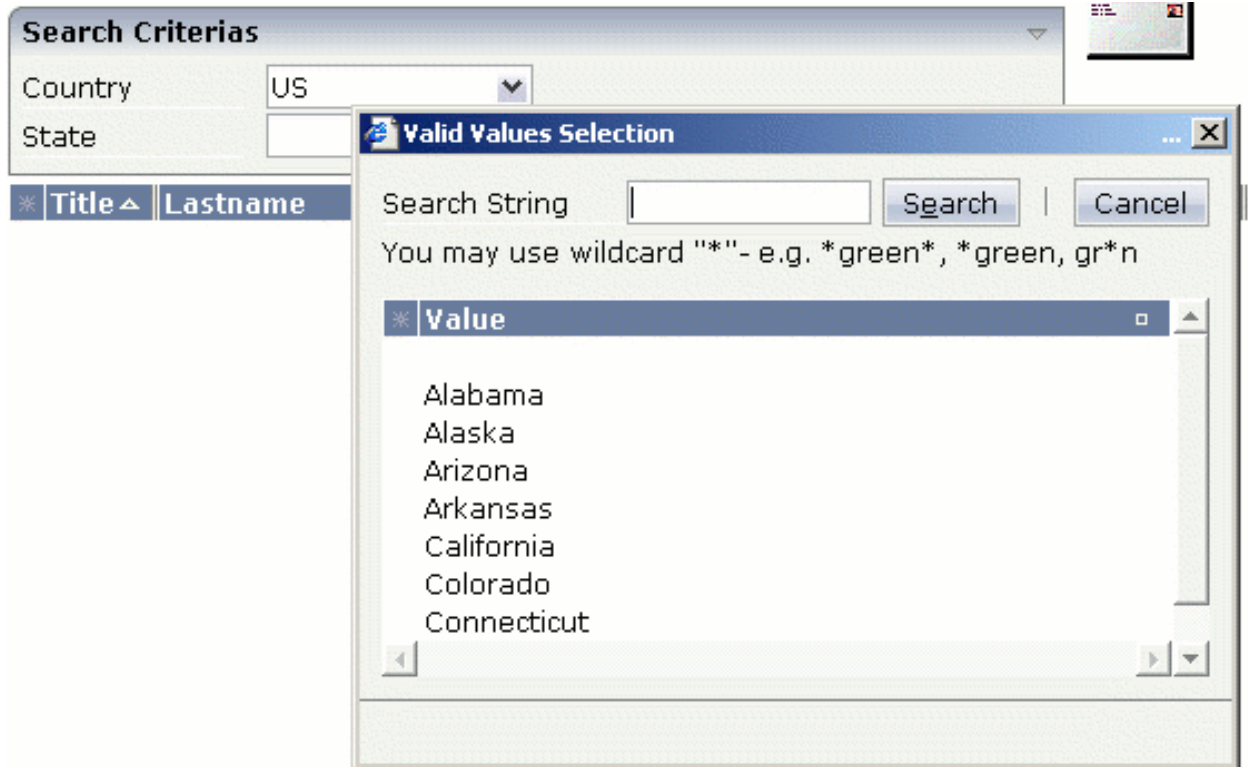 Search Criterias
Country US
State
Valid Values Selection ...
Title Lastname
Search String Search | Cancel
You may use wildcard "*"- e.g. *green*, *green, gr*n
Value
Alabama
Alaska
Arizona
Arkansas
California
Colorado
Connecticut